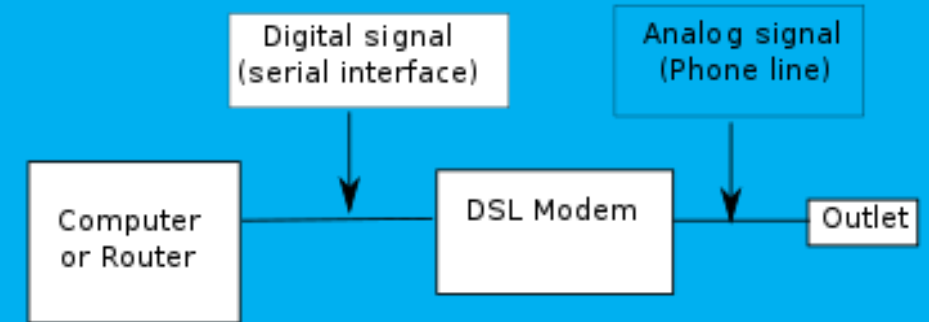 Digital signal
(serial interface)
Analog signal
(Phone line)
Computer
or Router
DSL Modem
Outlet